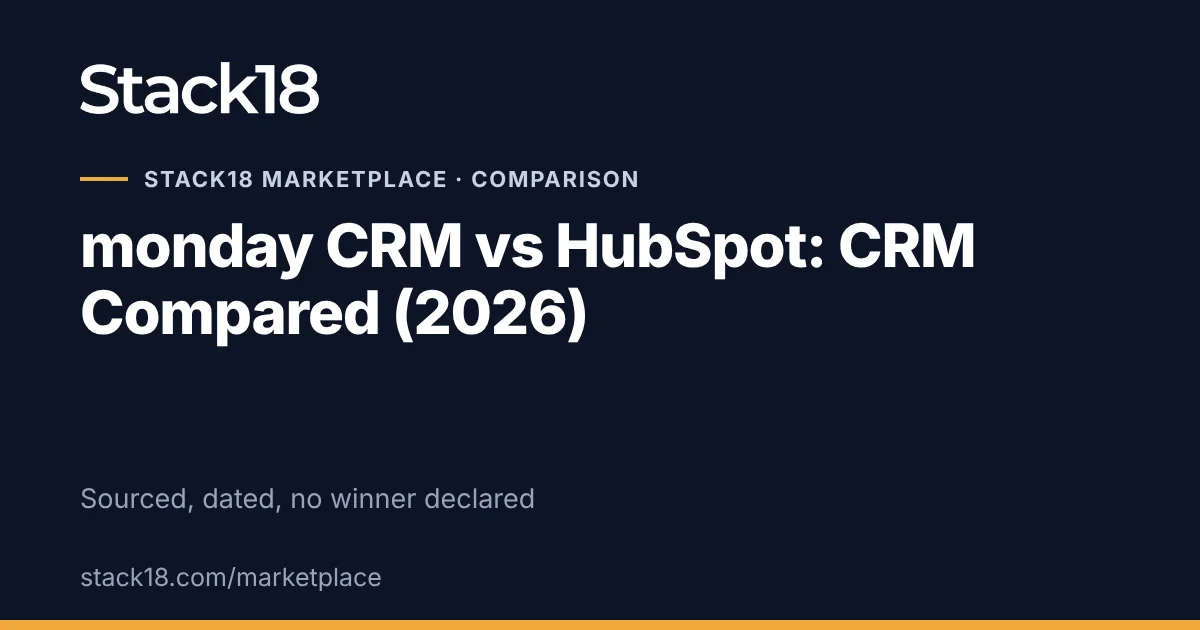 Stack18
STACK18 MARKETPLACE · COMPARISON
monday CRM vs HubSpot: CRM
Compared (2026)
Sourced, dated, no winner declared
stack18.com/marketplace